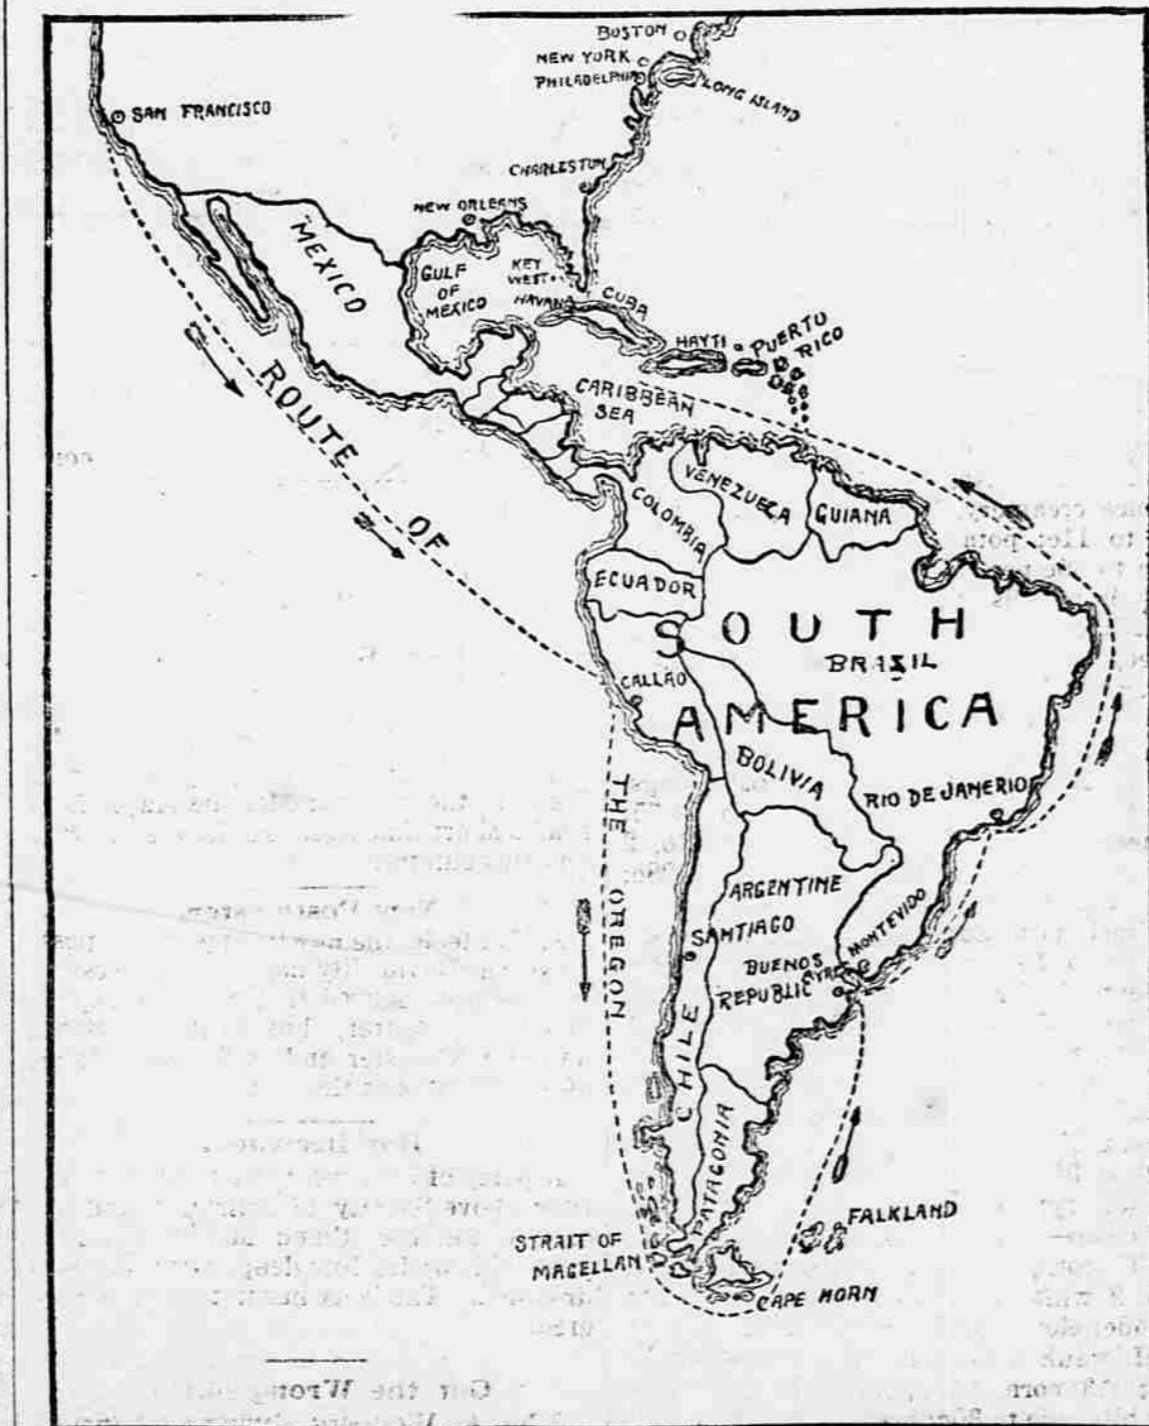 BOSTON
NEW YORK
PHILADELPHIA
LONG ISLAND
SAN FRANCISCO
CHARLESTON
NEW ORLEANS
MEXICO
GULF
OF
MEXICO
KEY
WEST
HAVANA
CUBA
HAYTI
PUERTO
RICO
CARIBBEAN
SEA
ROUTE OF
THE OREGON
COLOMBIA
VENEZUELA
GUIANA
ECUADOR
SOUTH
BRASIL
AMERICA
CALLAO
BOLIVIA
RIO DE JANERIO
ARGENTINE
SANTIAGO
MONTEVIDO
BUENOS
AYRES
REPUBLIC
CHILE
PATAGONIA
STRAIT OF
MAGELLAN
FALKLAND
CAPE HORN